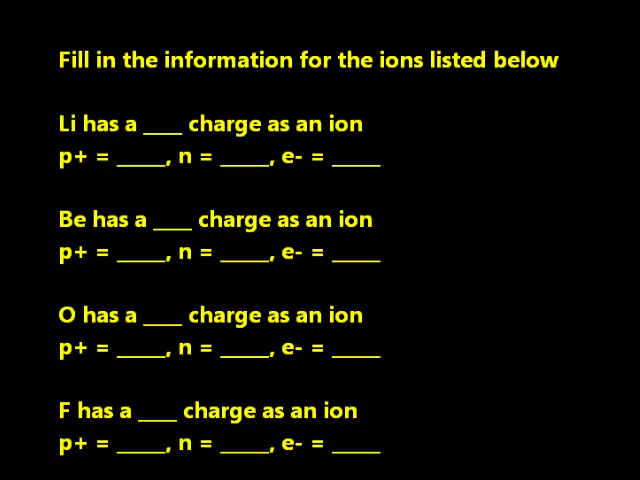 Fill in the information for the ions listed below
Li has a ____ charge as an ion
p+ = _____, n = _____, e- = _____
Be has a ____ charge as an ion
p+ = _____, n = _____, e- = _____
O has a ____ charge as an ion
p+ = _____, n = _____, e- = _____
F has a ____ charge as an ion
p+ = _____, n = _____, e- = _____